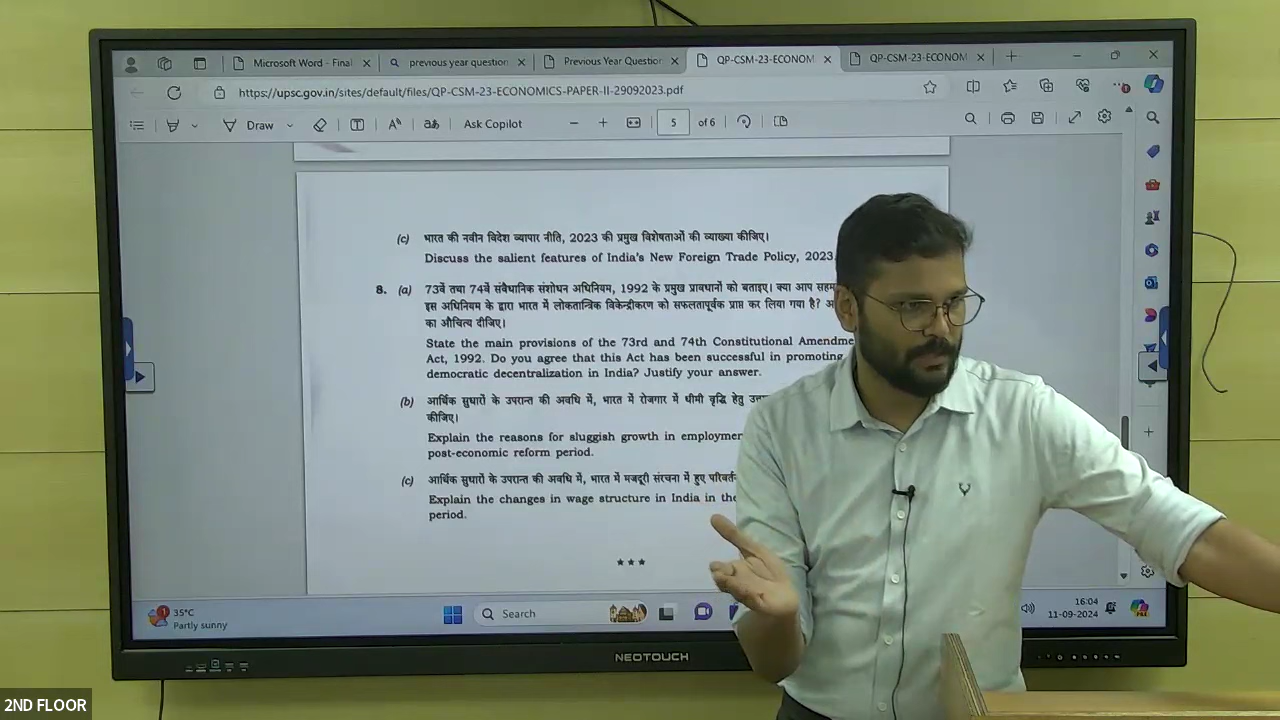 Microsoft Word - Final
previous year question
Previous Year Question
QP-CSM-23-ECONOM
QP-CSM-23-ECONOM
https://upsc.gov.in/sites/default/files/QP-CSM-23-ECONOMICS-PAPER-II-29092023.pdf
Draw
Ask Copilot
5 of 6
(c) भारत की नवीन विदेश व्यापार नीति, 2023 की प्रमुख विशेषताओं की व्याख्या कीजिए।
Discuss the salient features of India's New Foreign Trade Policy, 2023.
8. (a) 73वें तथा 74वें संवैधानिक संशोधन अधिनियम, 1992 के प्रमुख प्रावधानों को बताइए। क्या आप
इस अधिनियम के द्वारा भारत में लोकतान्त्रिक विकेन्द्रीकरण को सफलतापूर्वक प्राप्त कर लिया गया है?
का औचित्य दीजिए।
State the main provisions of the 73rd and 74th Constitutional Amendme
Act, 1992. Do you agree that this Act has been successful in promoting
democratic decentralization in India? Justify your answer.
(b) आर्थिक सुधारों के उपरान्त की अवधि में, भारत में रोजगार में धीमी वृद्धि हेतु
कीजिए।
Explain the reasons for sluggish growth in employmen
post-economic reform period.
(c) आर्थिक सुधारों के उपरान्त की अवधि में, भारत में मजदूरी संरचना में हुए
Explain the changes in wage structure in India in the
period.
★★★
35°C
Partly sunny
Search
16:04
11-09-2024
NEOTOUCH
2ND FLOOR